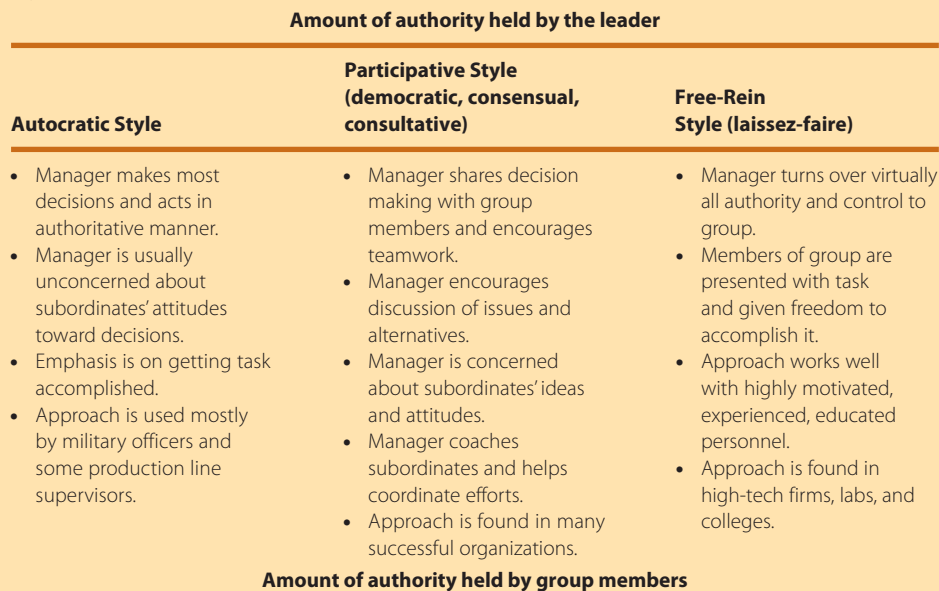 Amount of authority held by the leader
Autocratic Style
Participative Style
(democratic, consensual,
consultative)
Free-Rein
Style (laissez-faire)
• Manager makes most
decisions and acts in
authoritative manner.
• Manager is usually
unconcerned about
subordinates’ attitudes
toward decisions.
• Emphasis is on getting task
accomplished.
• Approach is used mostly
by military officers and
some production line
supervisors.
• Manager shares decision
making with group
members and encourages
teamwork.
• Manager encourages
discussion of issues and
alternatives.
• Manager is concerned
about subordinates’ ideas
and attitudes.
• Manager coaches
subordinates and helps
coordinate efforts.
• Approach is found in many
successful organizations.
• Manager turns over virtually
all authority and control to
group.
• Members of group are
presented with task
and given freedom to
accomplish it.
• Approach works well
with highly motivated,
experienced, educated
personnel.
• Approach is found in
high-tech firms, labs, and
colleges.
Amount of authority held by group members